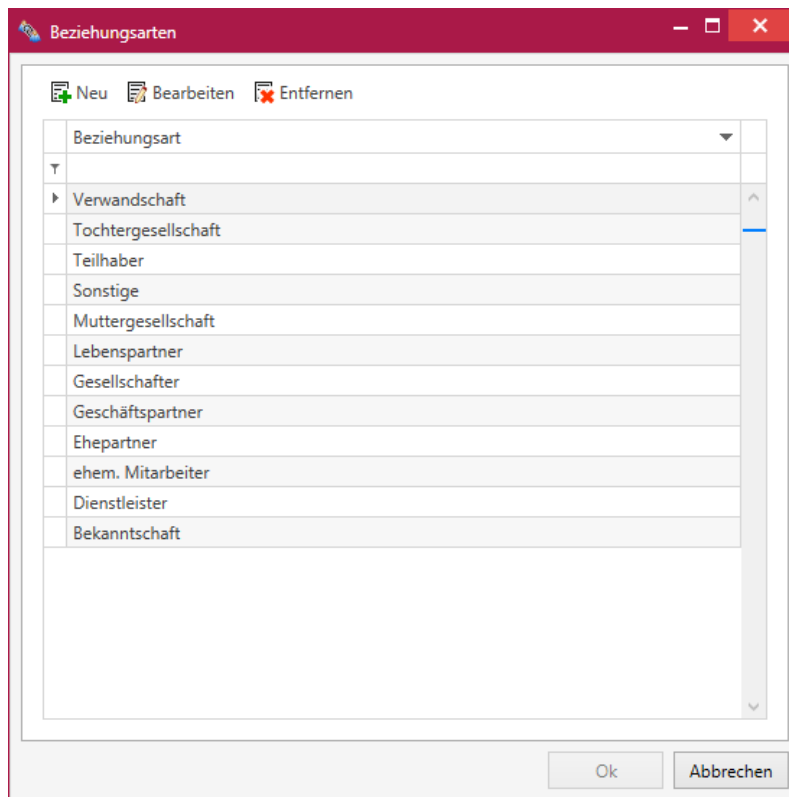 Beziehungsarten
Neu Bearbeiten Entfernen
Beziehungsart
Verwandschaft
Tochtergesellschaft
Teilhaber
Sonstige
Muttergesellschaft
Lebenspartner
Gesellschafter
Geschäftspartner
Ehepartner
ehem. Mitarbeiter
Dienstleister
Bekanntschaft
Ok Abbrechen